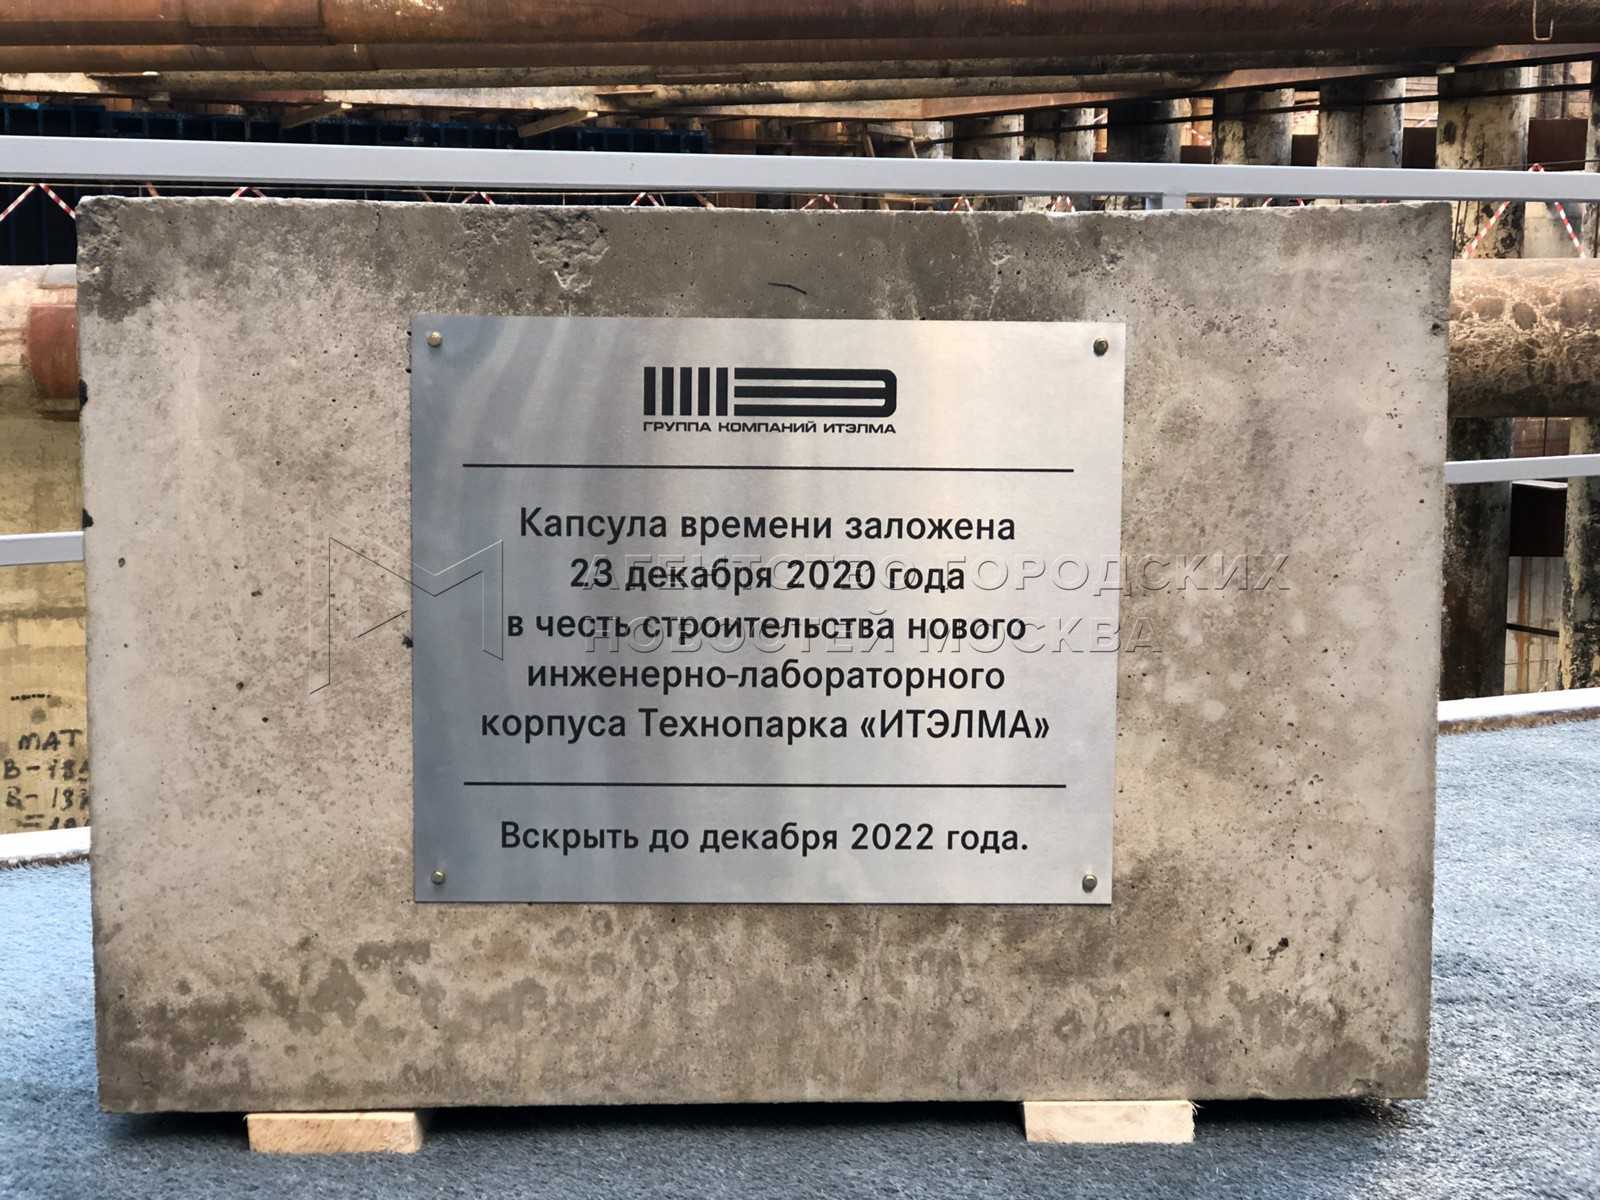 ГРУППА КОМПАНИЙ ИТЭЛМА
Капсула времени заложена
23 декабря 2020 года
в честь строительства нового
инженерно-лабораторного
корпуса Технопарка «ИТЭЛМА»
Вскрыть до декабря 2022 года.
АГЕНТСТВО ГОРОДСКИХ
НОВОСТЕЙ МОСКВА
МАТ